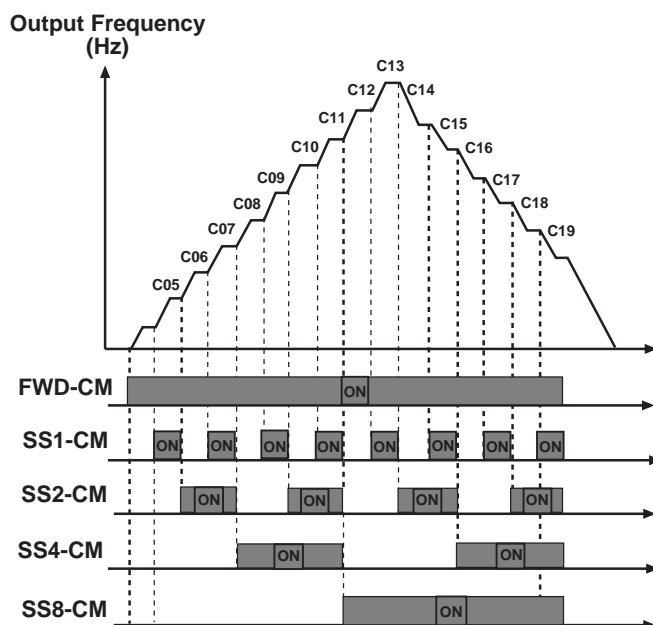 Output Frequency
(Hz)
C13
C12
C14
C11
C15
C10
C16
C09
C17
C08
C18
C07
C19
C06
C05
FWD-CM
ON
SS1-CM
ON ON ON ON ON ON ON ON
SS2-CM
ON ON ON ON
SS4-CM
ON ON
SS8-CM
ON